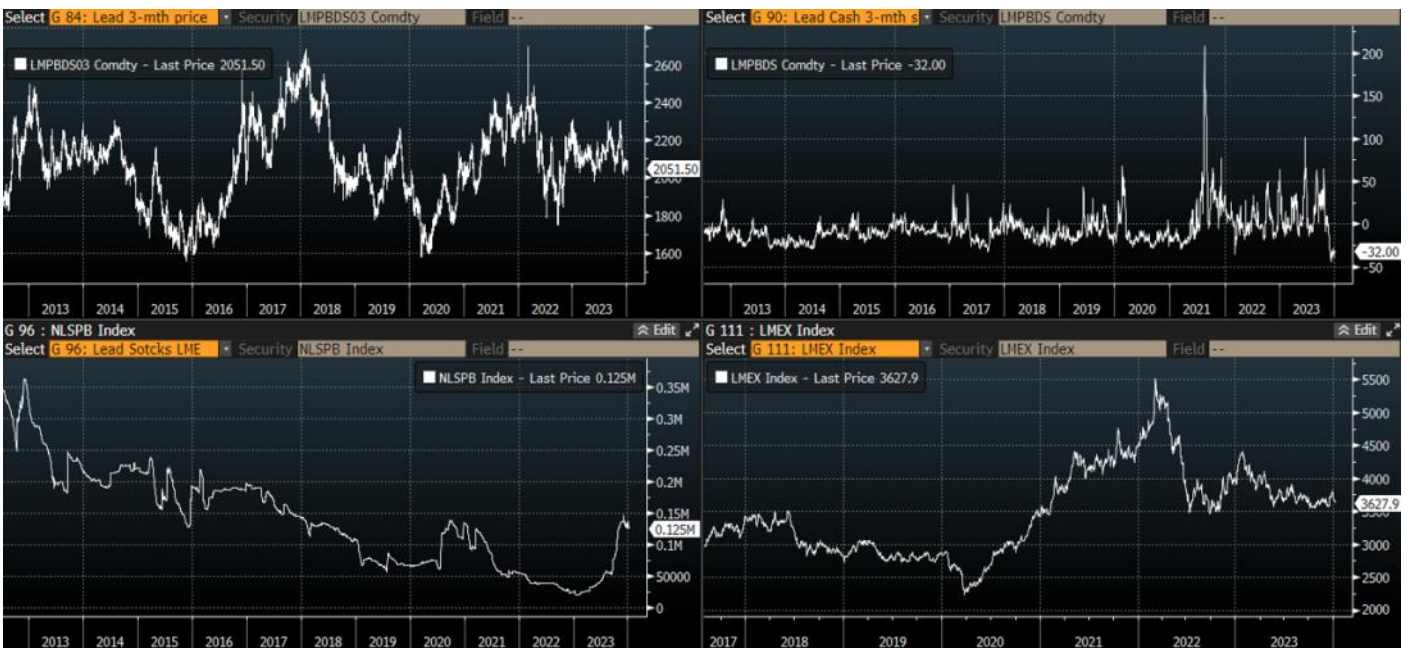 Select G 84: Lead 3-mth price Security LMPBDS03 Comdty Field --
LMPBDS03 Comdty - Last Price 2051.50
2600
2400
2200
2051.50
2000
1800
1600
2013 2014 2015 2016 2017 2018 2019 2020 2021 2022 2023
Select G 90: Lead Cash 3-mth s Security LMPBDS Comdty Field --
LMPBDS Comdty - Last Price -32.00
200
150
100
50
0
-32.00
-50
2013 2014 2015 2016 2017 2018 2019 2020 2021 2022 2023
G 96 : NLSPB Index Edit
Select G 96: Lead Sotcks LME Security NLSPB Index Field --
NLSPB Index - Last Price 0.125M
0.35M
0.3M
0.25M
0.2M
0.15M
0.125M
0.1M
50000
0
2013 2014 2015 2016 2017 2018 2019 2020 2021 2022 2023
G 111 : LMEX Index Edit
Select G 111: LMEX Index Security LMEX Index Field --
LMEX Index - Last Price 3627.9
5500
5000
4500
4000
3627.9
3500
3000
2500
2000
2017 2018 2019 2020 2021 2022 2023